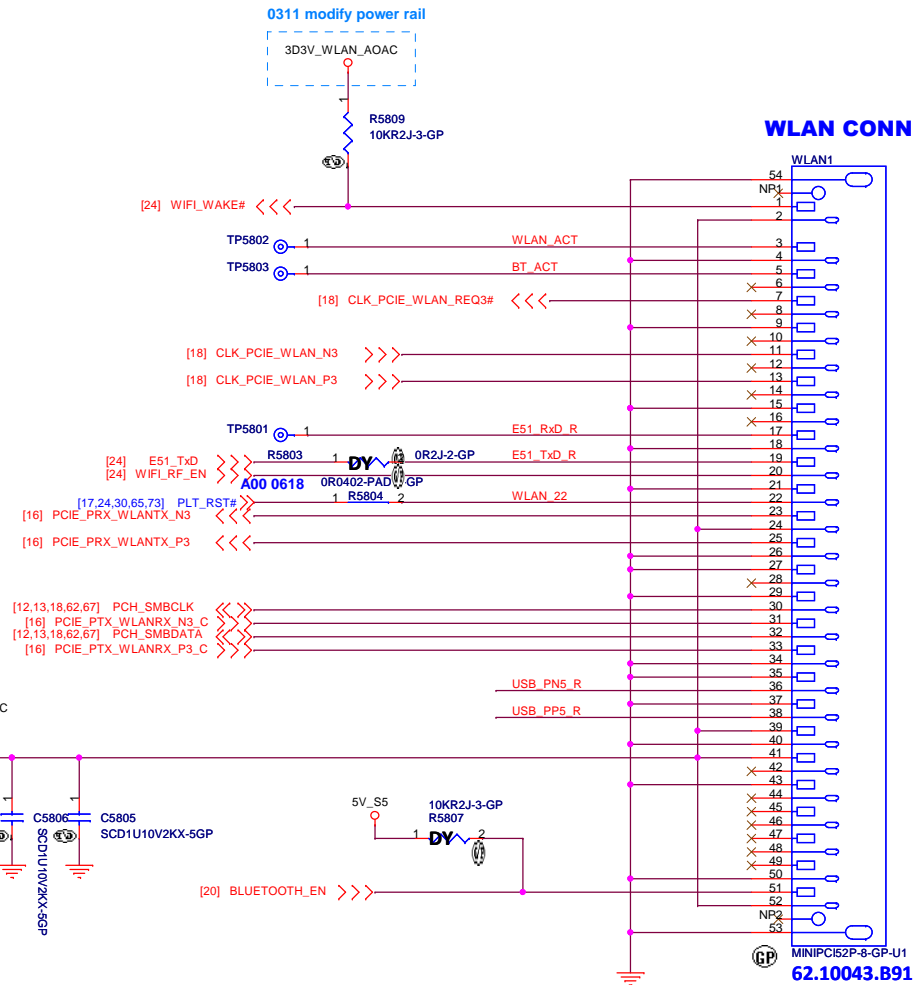 0311 modify power rail
3D3V_WLAN_AOAC
1
R5809
10KR2J-3-GP
WLAN CONN
WLAN1
54
NP1
[24] WIFI_WAKE#
1
2
TP5802 1 WLAN_ACT 3
4
TP5803 1 BT_ACT 5
6
[18] CLK_PCIE_WLAN_REQ3# 7
8
9
10
[18] CLK_PCIE_WLAN_N3 11
12
[18] CLK_PCIE_WLAN_P3 13
14
15
16
TP5801 1 E51_RxD_R 17
18
R5803 0R2J-2-GP
[24] E51_TxD 1 DY E51_TxD_R 19
[24] WIFI_RF_EN 20
A00 0618 0R0402-PAD-GP 21
[17,24,30,65,73] PLT_RST# 1 R5804 2 WLAN_22 22
[16] PCIE_PRX_WLANTX_N3 23
24
[16] PCIE_PRX_WLANTX_P3 25
26
27
28
29
[12,13,18,62,67] PCH_SMBCLK 30
[16] PCIE_PTX_WLANRX_N3_C 31
[12,13,18,62,67] PCH_SMBDATA 32
[16] PCIE_PTX_WLANRX_P3_C 33
34
35
USB_PN5_R 36
37
C
USB_PP5_R 38
39
40
41
42
43
44
1
C5806
SCD1U10V2KX-5GP
1
C5805
SCD1U10V2KX-5GP
5V_S5
10KR2J-3-GP
R5807
1 DY 2
45
46
47
48
49
50
[20] BLUETOOTH_EN 51
52
NP2
53
GP
MINIPCI52P-8-GP-U1
62.10043.B91